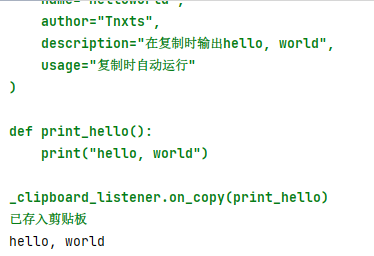 name="helloworld",
author="Tnxts",
description="在复制时输出hello, world",
usage="复制时自动运行"
)
def print_hello():
print("hello, world")
_clipboard_listener.on_copy(print_hello)
已存入剪贴板
hello, world